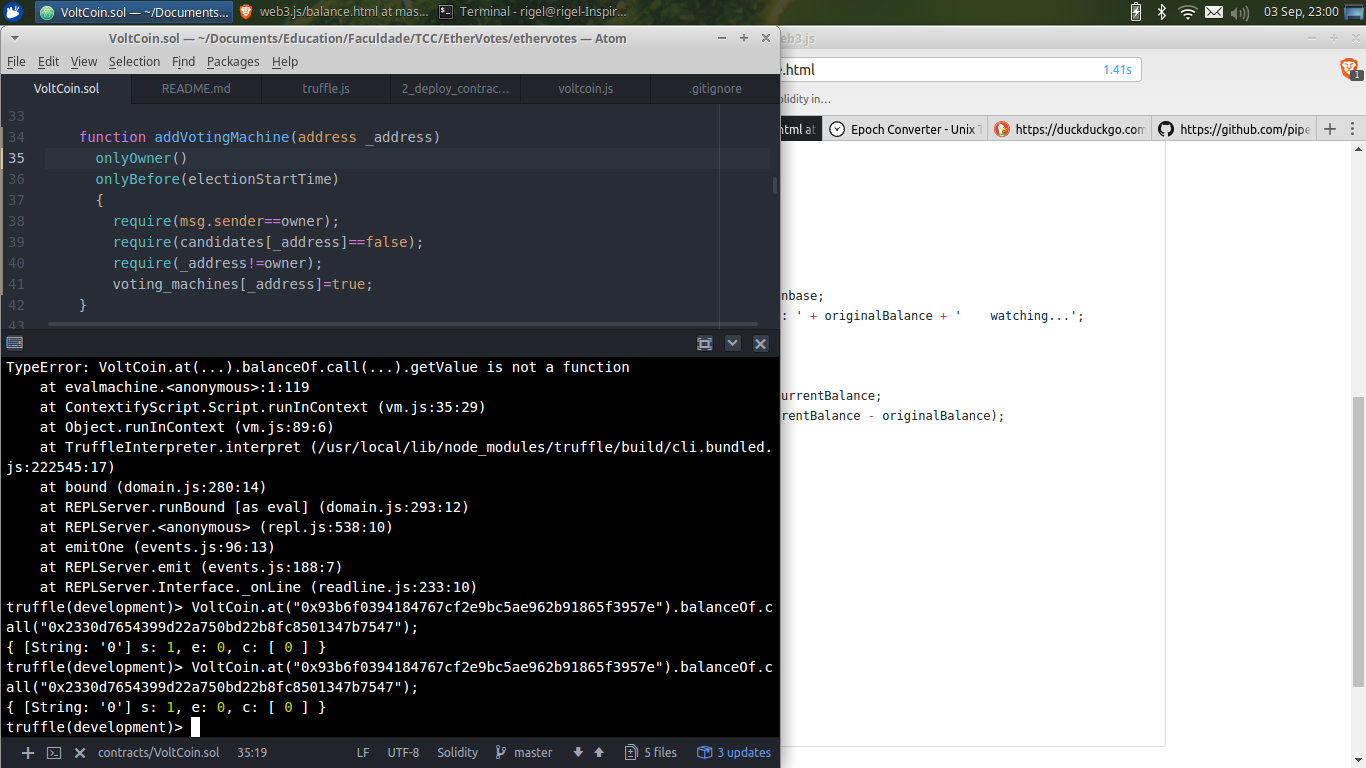 VoltCoin.sol — ~/Documents...
web3.js/balance.html at mas...
Terminal - rigel@rigel-Inspir...
03 Sep, 23:00
VoltCoin.sol — ~/Documents/Education/Faculdade/TCC/EtherVotes/ethervotes — Atom
eb3.js
File Edit View Selection Find Packages Help
.html
1.41s
1
VoltCoin.sol
README.md
truffle.js
2_deploy_contrac...
voltcoin.js
.gitignore
olidity in...
html at
Epoch Converter - Unix T
https://duckduckgo.com
https://github.com/pipe
33
34 function addVotingMachine(address _address)
35 onlyOwner()
36 onlyBefore(electionStartTime)
37 {
38 require(msg.sender==owner);
39 require(candidates[_address]==false);
40 require(_address!=owner);
41 voting_machines[_address]=true;
42 }
43
nbase;
: ' + originalBalance + '    watching...';
urrentBalance;
rentBalance - originalBalance);
TypeError: VoltCoin.at(...).balanceOf.call(...).getValue is not a function
at evalmachine.<anonymous>:1:119
at ContextifyScript.Script.runInContext (vm.js:35:29)
at Object.runInContext (vm.js:89:6)
at TruffleInterpreter.interpret (/usr/local/lib/node_modules/truffle/build/cli.bundled.
js:222545:17)
at bound (domain.js:280:14)
at REPLServer.runBound [as eval] (domain.js:293:12)
at REPLServer.<anonymous> (repl.js:538:10)
at emitOne (events.js:96:13)
at REPLServer.emit (events.js:188:7)
at REPLServer.Interface._onLine (readline.js:233:10)
truffle(development)> VoltCoin.at("0x93b6f0394184767cf2e9bc5ae962b91865f3957e").balanceOf.c
all("0x2330d7654399d22a750bd22b8fc8501347b7547");
{ [String: '0'] s: 1, e: 0, c: [ 0 ] }
truffle(development)> VoltCoin.at("0x93b6f0394184767cf2e9bc5ae962b91865f3957e").balanceOf.c
all("0x2330d7654399d22a750bd22b8fc8501347b7547");
{ [String: '0'] s: 1, e: 0, c: [ 0 ] }
truffle(development)>
contracts/VoltCoin.sol 35:19 LF UTF-8 Solidity master 5 files 3 updates